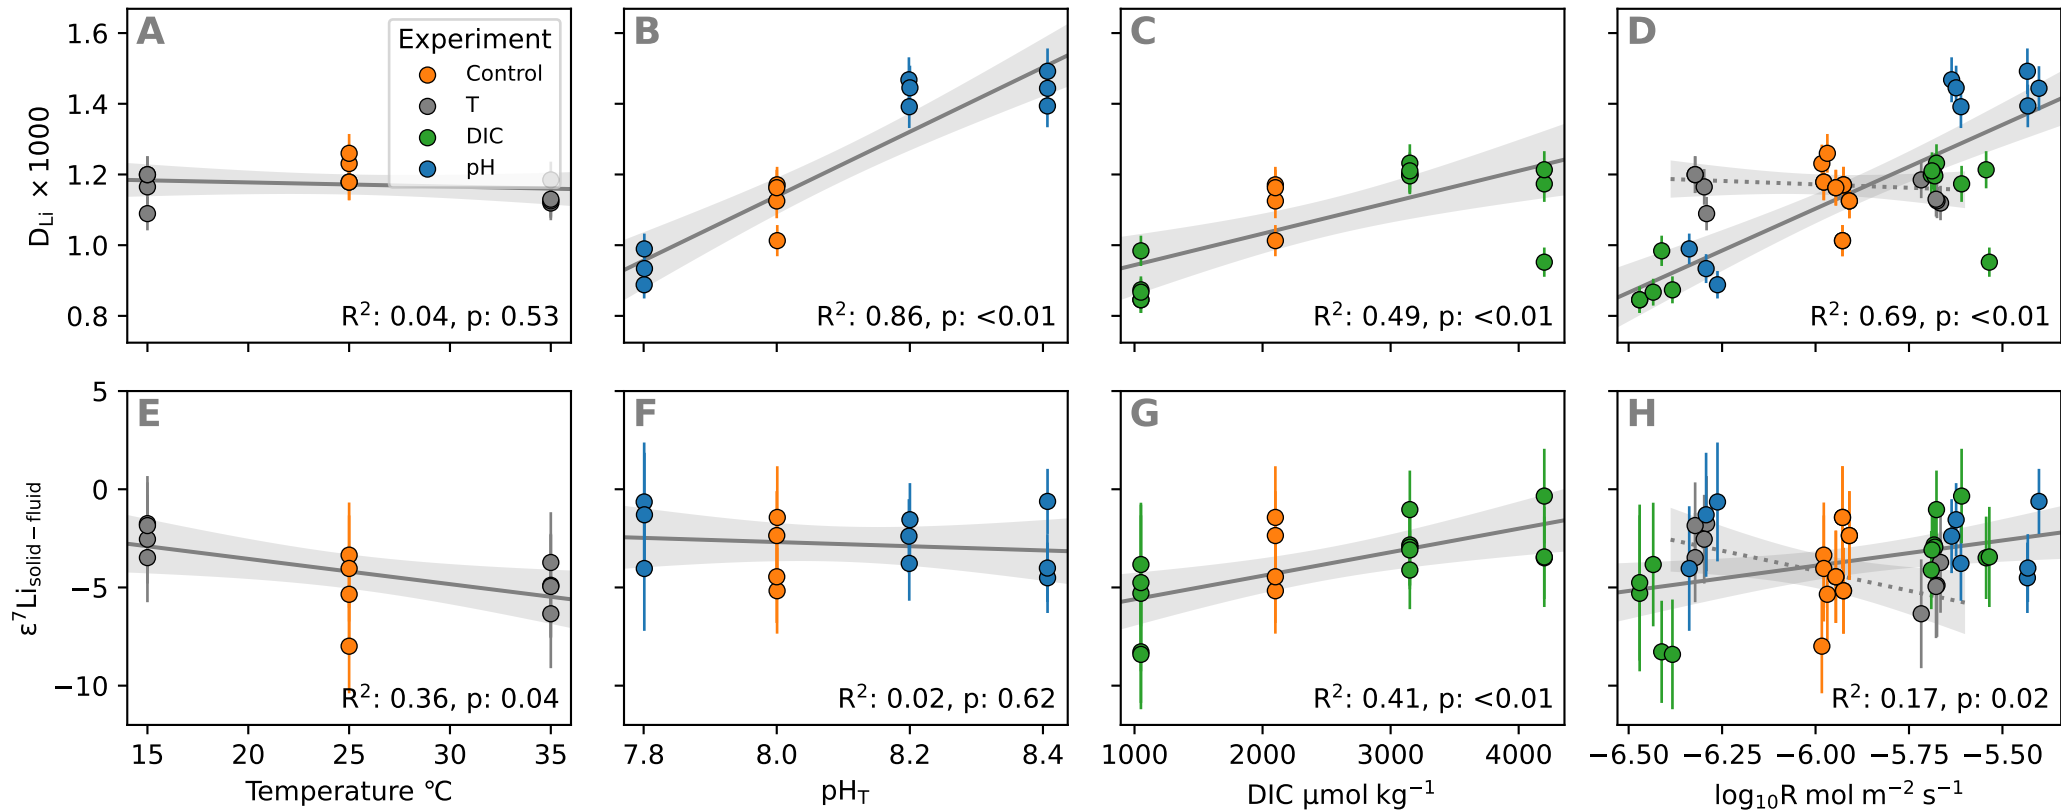 A
Experiment
Control
T
DIC
pH
1.6
1.4
1.2
1.0
0.8
D_Li × 1000
R²: 0.04, p: 0.53
B
R²: 0.86, p: <0.01
C
R²: 0.49, p: <0.01
D
R²: 0.69, p: <0.01
E
5
0
−5
−10
ε⁷Li_solid−fluid
R²: 0.36, p: 0.04
15 20 25 30 35
Temperature °C
F
R²: 0.02, p: 0.62
7.8 8.0 8.2 8.4
pH_T
G
R²: 0.41, p: <0.01
1000 2000 3000 4000
DIC µmol kg⁻¹
H
R²: 0.17, p: 0.02
−6.50 −6.25 −6.00 −5.75 −5.50
log₁₀R mol m⁻² s⁻¹